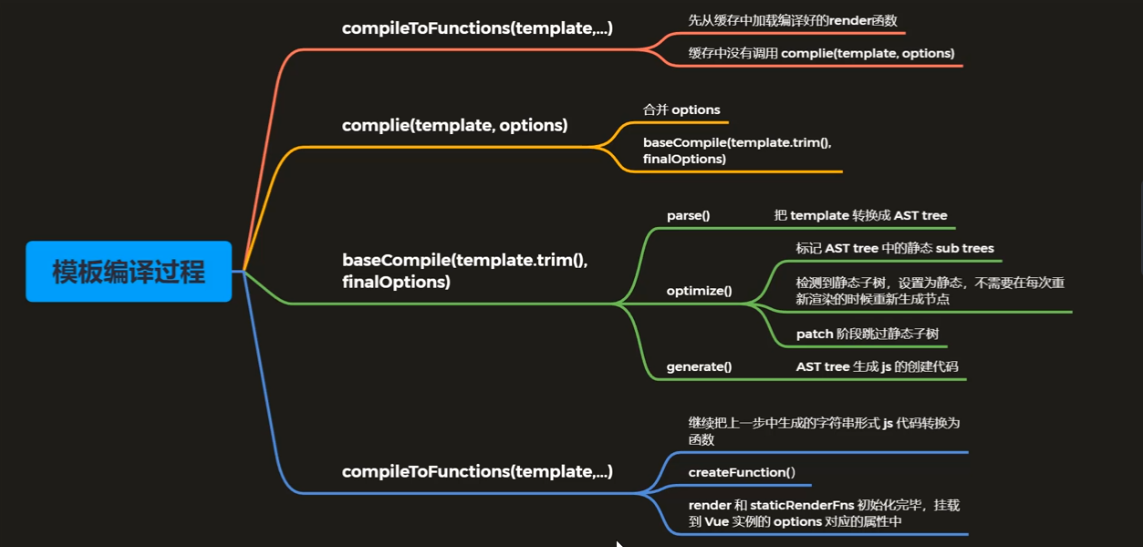 模板编译过程
compileToFunctions(template,...)
先从缓存中加载编译好的render函数
缓存中没有调用 complie(template, options)
complie(template, options)
合并 options
baseCompile(template.trim(),
finalOptions)
baseCompile(template.trim(),
finalOptions)
parse()
把 template 转换成 AST tree
optimize()
标记 AST tree 中的静态 sub trees
检测到静态子树，设置为静态，不需要在每次重
新渲染的时候重新生成节点
patch 阶段跳过静态子树
generate()
AST tree 生成 js 的创建代码
compileToFunctions(template,...)
继续把上一步中生成的字符串形式 js 代码转换为
函数
createFunction()
render 和 staticRenderFns 初始化完毕，挂载
到 Vue 实例的 options 对应的属性中